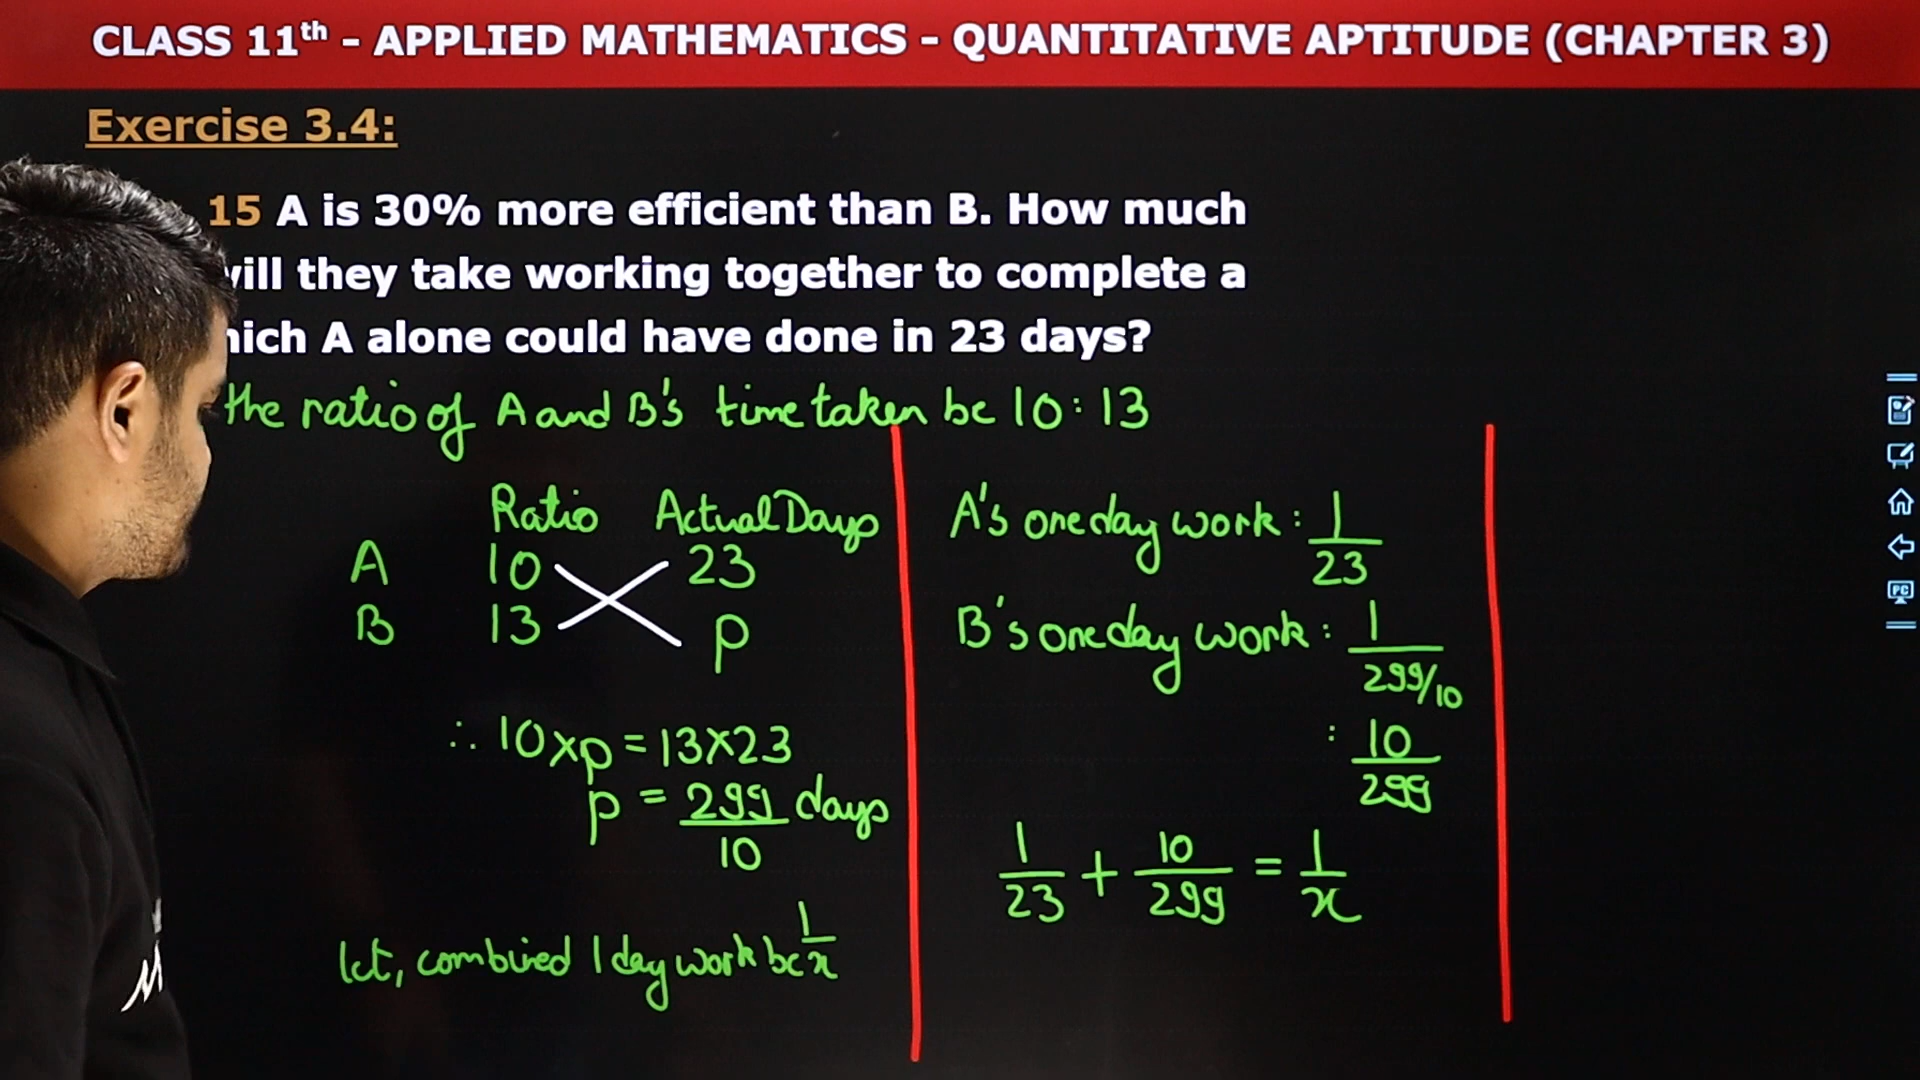 CLASS 11th - APPLIED MATHEMATICS - QUANTITATIVE APTITUDE (CHAPTER 3)
Exercise 3.4:
15 A is 30% more efficient than B. How much
will they take working together to complete a
hich A alone could have done in 23 days?
the ratio of A and B's time taken be 10 : 13
Ratio Actual Days
A 10 23
B 13 p
∴ 10 x p = 13 x 23
p = 299/10 days
let, combined 1 day work be 1/x
A's one day work : 1/23
B's one day work : 1/(299/10)
: 10/299
1/23 + 10/299 = 1/x
PC